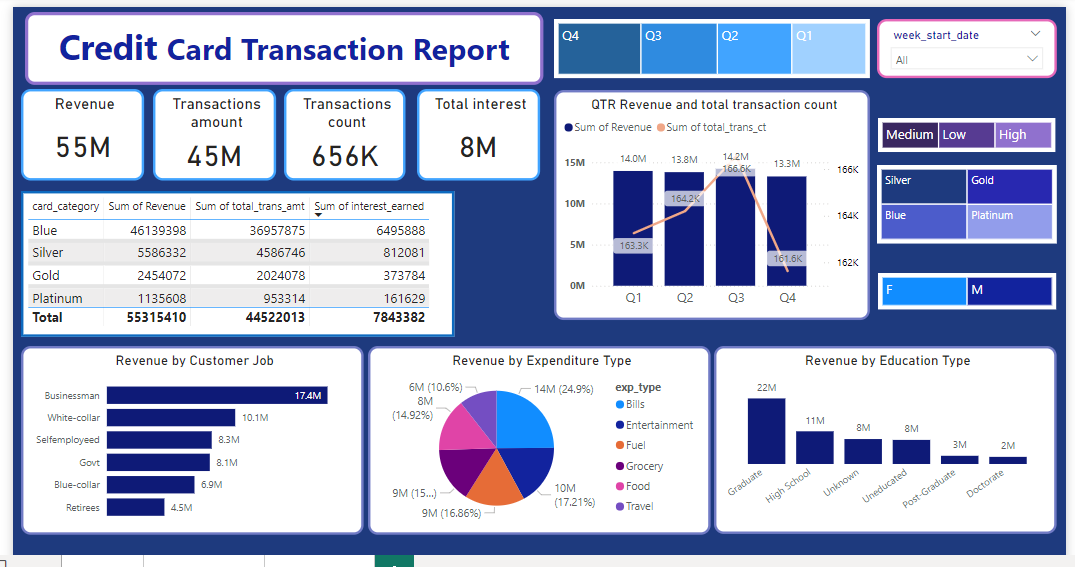 Credit Card Transaction Report
Q4 Q3 Q2 Q1
week_start_date
All
Revenue
55M
Transactions
amount
45M
Transactions
count
656K
Total interest
8M
QTR Revenue and total transaction count
Sum of Revenue Sum of total_trans_ct
15M
10M
5M
0M
14.0M 13.8M 14.2M 13.3M
163.3K 164.2K 166.6K 161.6K
166K
164K
162K
Q1 Q2 Q3 Q4
Medium Low High
Silver Gold
Blue Platinum
F M
card_category Sum of Revenue Sum of total_trans_amt Sum of interest_earned
Blue 46139398 36957875 6495888
Silver 5586332 4586746 812081
Gold 2454072 2024078 373784
Platinum 1135608 953314 161629
Total 55315410 44522013 7843382
Revenue by Customer Job
Businessman 17.4M
White-collar 10.1M
Selfemployeed 8.3M
Govt 8.1M
Blue-collar 6.9M
Retirees 4.5M
Revenue by Expenditure Type
6M (10.6%)
8M
(14.92%)
9M (15...)
9M (16.86%)
14M (24.9%)
10M
(17.21%)
exp_type
Bills
Entertainment
Fuel
Grocery
Food
Travel
Revenue by Education Type
22M 11M 8M 8M 3M 2M
Graduate High School Unknown Uneducated Post-Graduate Doctorate